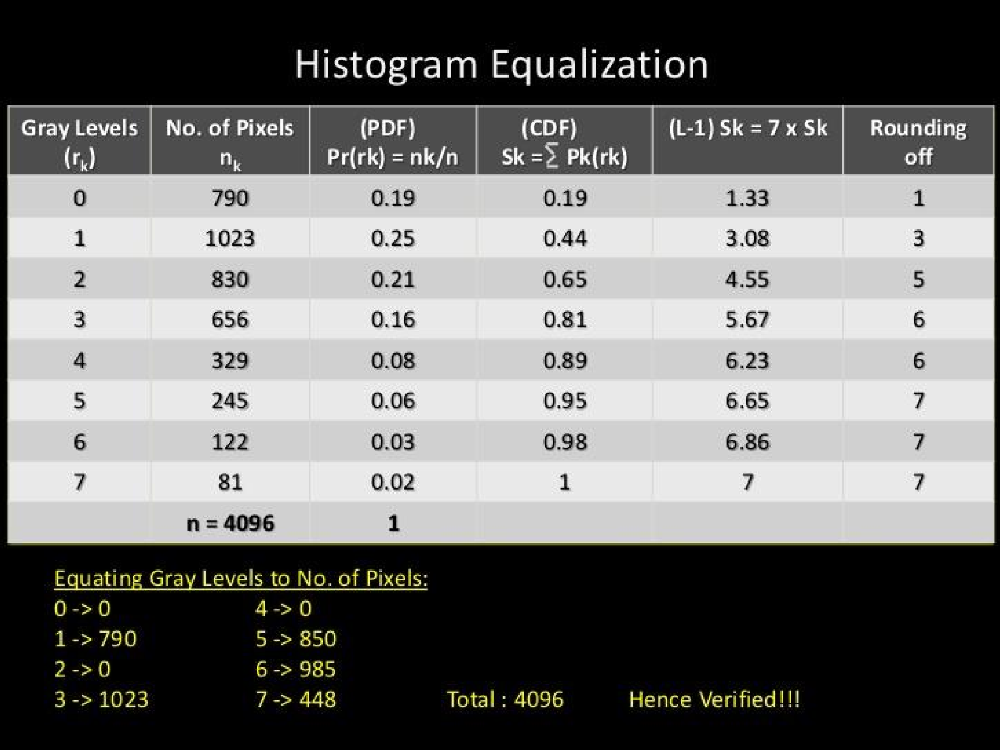 Histogram Equalization
Gray Levels (rk) No. of Pixels nk (PDF) Pr(rk) = nk/n (CDF) Sk =∑ Pk(rk) (L-1) Sk = 7 x Sk Rounding off
0 790 0.19 0.19 1.33 1
1 1023 0.25 0.44 3.08 3
2 830 0.21 0.65 4.55 5
3 656 0.16 0.81 5.67 6
4 329 0.08 0.89 6.23 6
5 245 0.06 0.95 6.65 7
6 122 0.03 0.98 6.86 7
7 81 0.02 1 7 7
n = 4096 1
Equating Gray Levels to No. of Pixels:
0 -> 0 4 -> 0
1 -> 790 5 -> 850
2 -> 0 6 -> 985
3 -> 1023 7 -> 448 Total : 4096 Hence Verified!!!